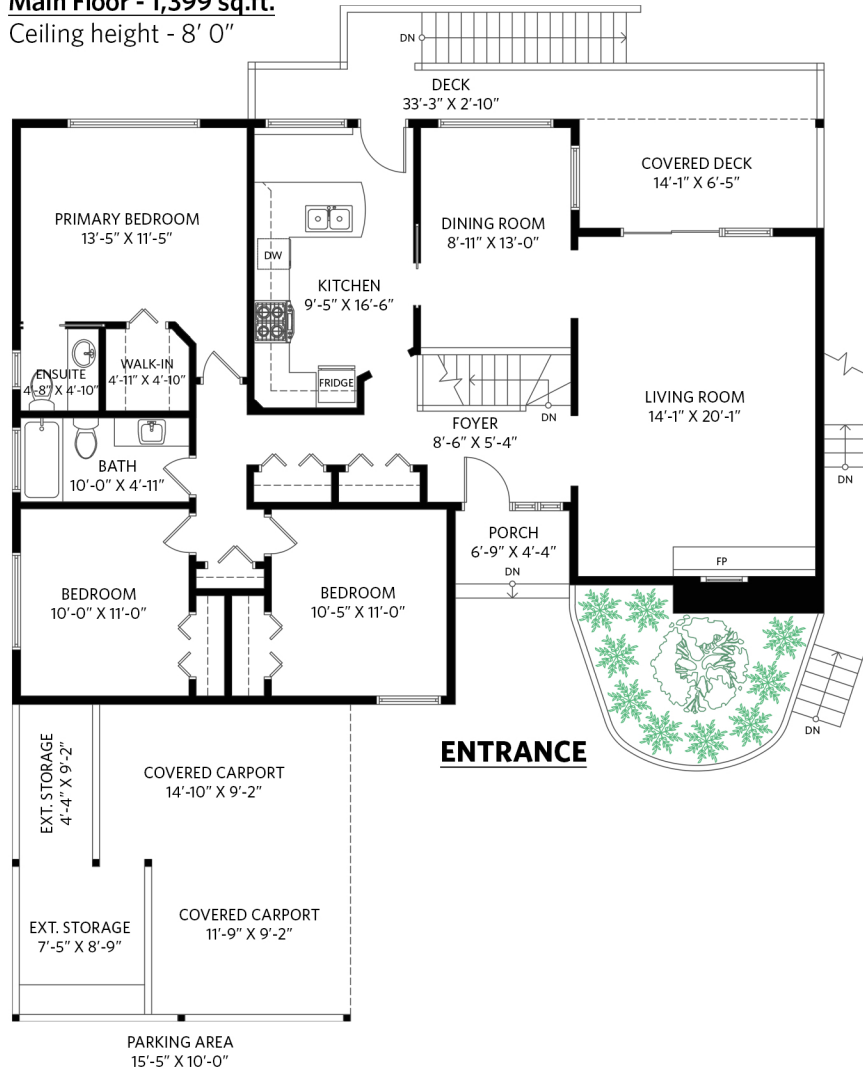 Main Floor - 1,399 sq.ft.
Ceiling height - 8' 0"
DN
DECK
33'-3" X 2'-10"
COVERED DECK
14'-1" X 6'-5"
PRIMARY BEDROOM
13'-5" X 11'-5"
DINING ROOM
8'-11" X 13'-0"
DW
KITCHEN
9'-5" X 16'-6"
ENSUITE
4'-8" X 4'-10"
WALK-IN
4'-11" X 4'-10"
FRIDGE
LIVING ROOM
14'-1" X 20'-1"
DN
FOYER
8'-6" X 5'-4"
BATH
10'-0" X 4'-11"
DN
PORCH
6'-9" X 4'-4"
FP
DN
BEDROOM
10'-0" X 11'-0"
BEDROOM
10'-5" X 11'-0"
DN
ENTRANCE
EXT. STORAGE
4'-4" X 9'-2"
COVERED CARPORT
14'-10" X 9'-2"
EXT. STORAGE
7'-5" X 8'-9"
COVERED CARPORT
11'-9" X 9'-2"
PARKING AREA
15'-5" X 10'-0"